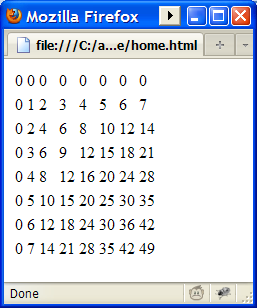 Mozilla Firefox
file:///C:/a...e/home.html
0 0 0 0 0 0 0 0
0 1 2 3 4 5 6 7
0 2 4 6 8 10 12 14
0 3 6 9 12 15 18 21
0 4 8 12 16 20 24 28
0 5 10 15 20 25 30 35
0 6 12 18 24 30 36 42
0 7 14 21 28 35 42 49
Done